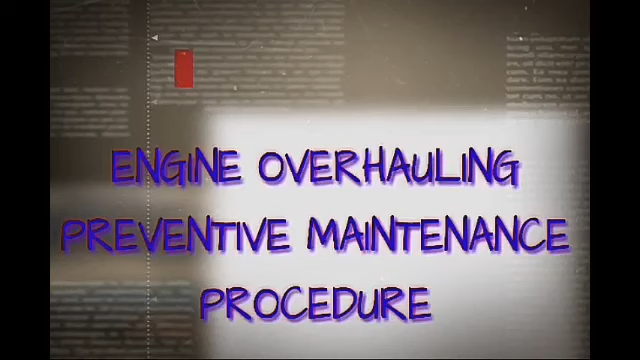 ENGINE OVERHAULING
PREVENTIVE MAINTENANCE
PROCEDURE